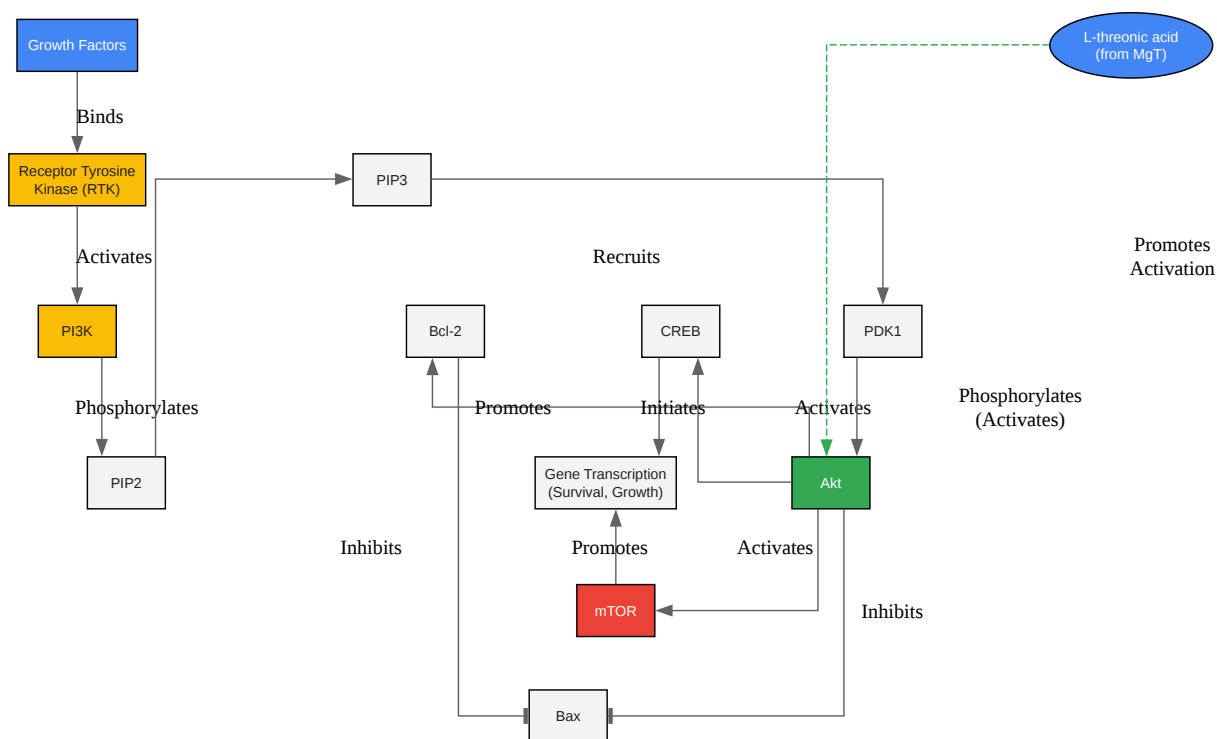 Growth Factors
L-threonic acid
(from MgT)
Binds
Receptor Tyrosine
Kinase (RTK)
PIP3
Activates
Recruits
Promotes
Activation
PI3K
Bcl-2
CREB
PDK1
Phosphorylates
Promotes
Initiates
Activates
Phosphorylates
(Activates)
PIP2
Gene Transcription
(Survival, Growth)
Akt
Inhibits
Promotes
Activates
mTOR
Inhibits
Bax